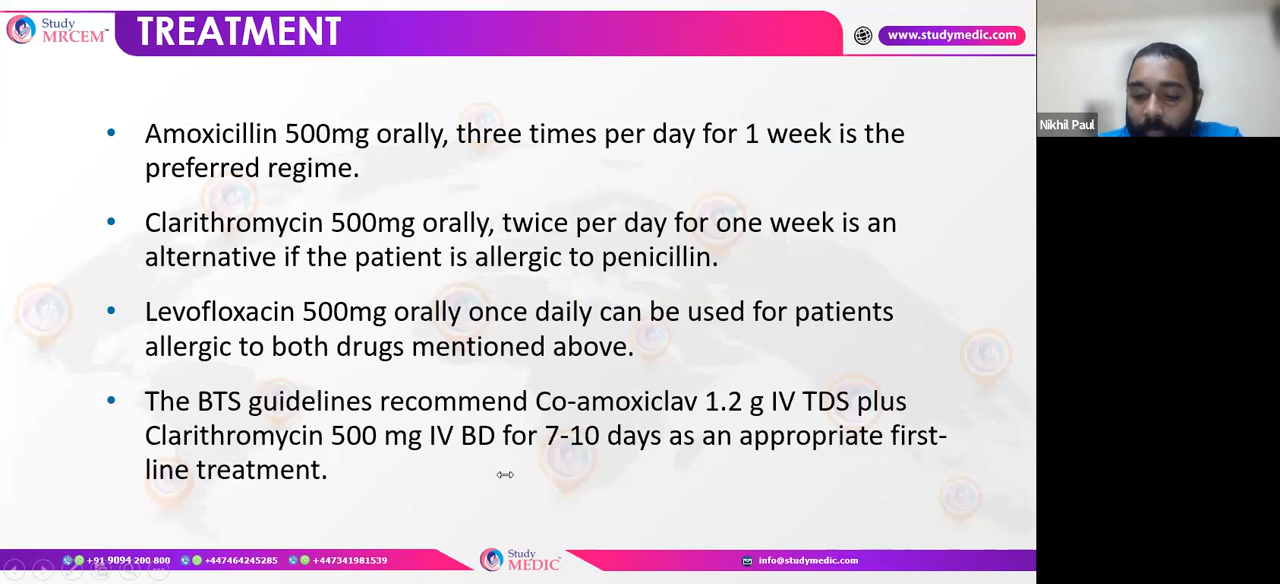 Study
MRCEM™
TREATMENT
www.studymedic.com
Nikhil Paul
• Amoxicillin 500mg orally, three times per day for 1 week is the
preferred regime.
• Clarithromycin 500mg orally, twice per day for one week is an
alternative if the patient is allergic to penicillin.
• Levofloxacin 500mg orally once daily can be used for patients
allergic to both drugs mentioned above.
• The BTS guidelines recommend Co-amoxiclav 1.2 g IV TDS plus
Clarithromycin 500 mg IV BD for 7-10 days as an appropriate first-
line treatment.
+91 9094 200 800
+447464245285
+447341981539
Study
MEDIC
info@studymedic.com